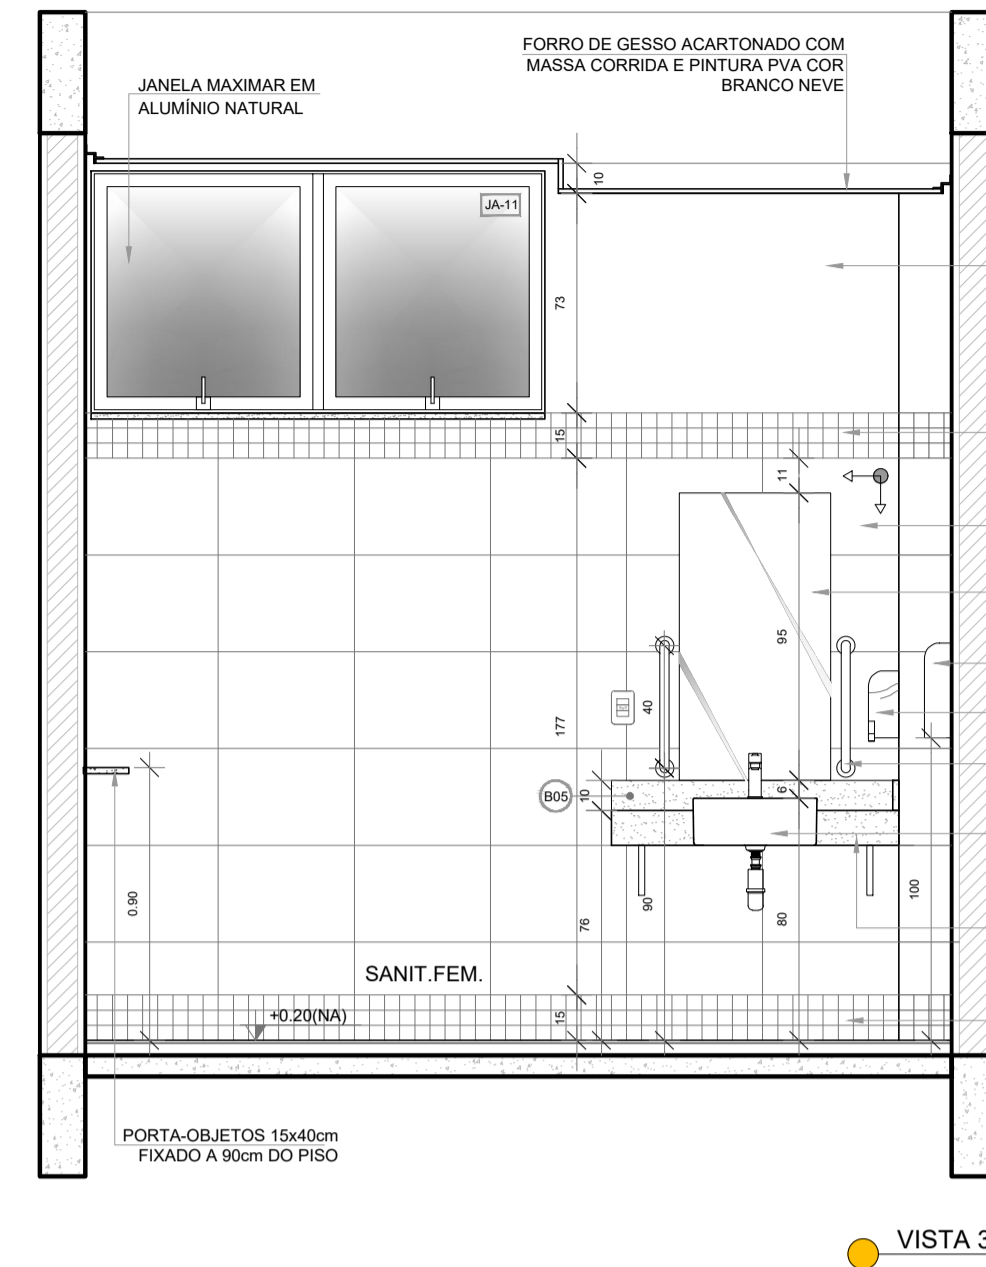 FORRO DE GESSO ACARTONADO COM
MASSA CORRIDA E PINTURA PVA COR
BRANCO NEVE
JANELA MAXIMAR EM
ALUMÍNIO NATURAL
10
JA-11
73
15
11
95
40
177
B05
10
6
0.90
90
76
80
100
SANIT.FEM.
+0.20(NA)
15
PORTA-OBJETOS 15x40cm
FIXADO A 90cm DO PISO
VISTA 3